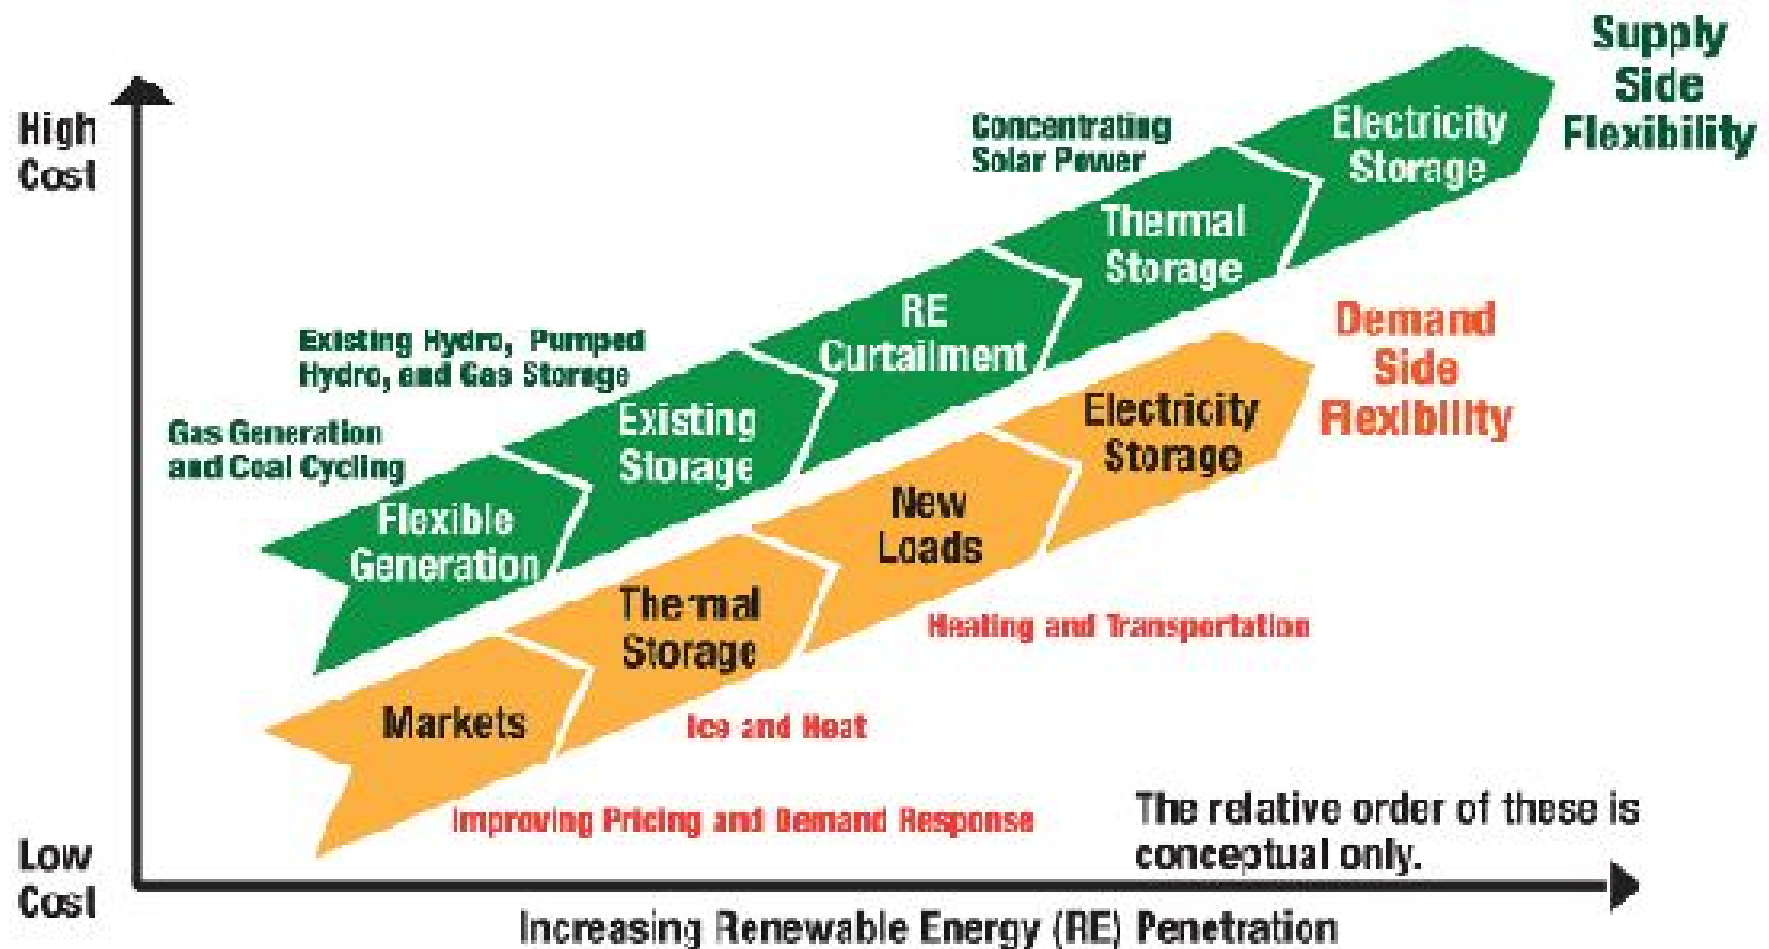 Supply
Side
Flexibility
High
Cost
Concentrating
Solar Power
Electricity
Storage
Thermal
Storage
RE
Curtailment
Existing Hydro, Pumped
Hydro, and Gas Storage
Existing
Storage
Gas Generation
and Coal Cycling
Flexible
Generation
Demand
Side
Flexibility
Electricity
Storage
New
Loads
Heating and Transportation
Thermal
Storage
Ice and Heat
Markets
Improving Pricing and Demand Response
The relative order of these is
conceptual only.
Low
Cost
Increasing Renewable Energy (RE) Penetration